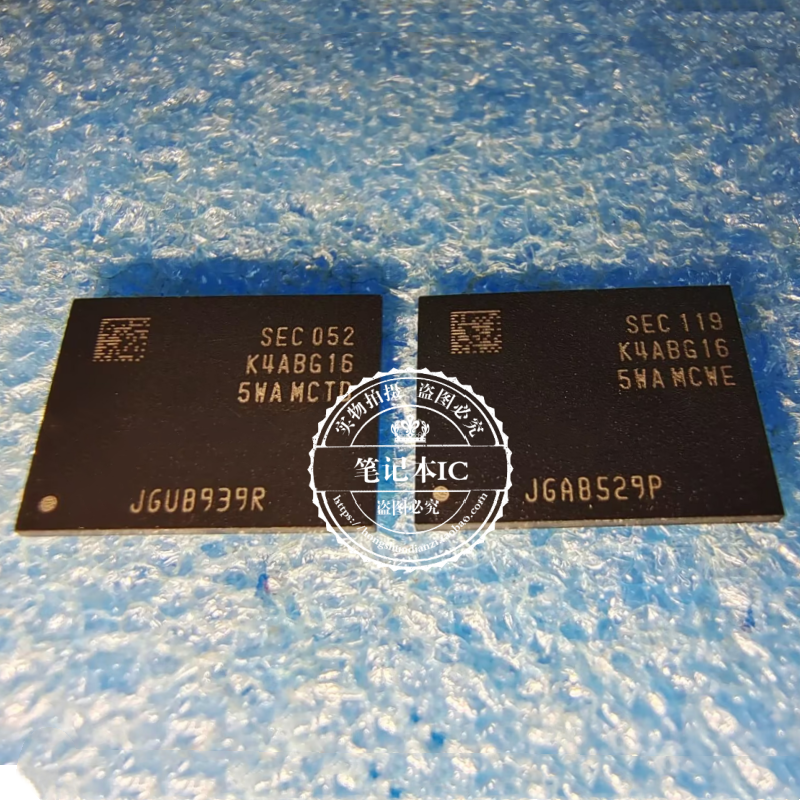 SEC 052
K4ABG16
5WA MCTD
JGUB939R
SEC 119
K4ABG16
5WA MCWE
JGAB529P
实物拍摄 盗图必究
笔记本IC
盗图必究